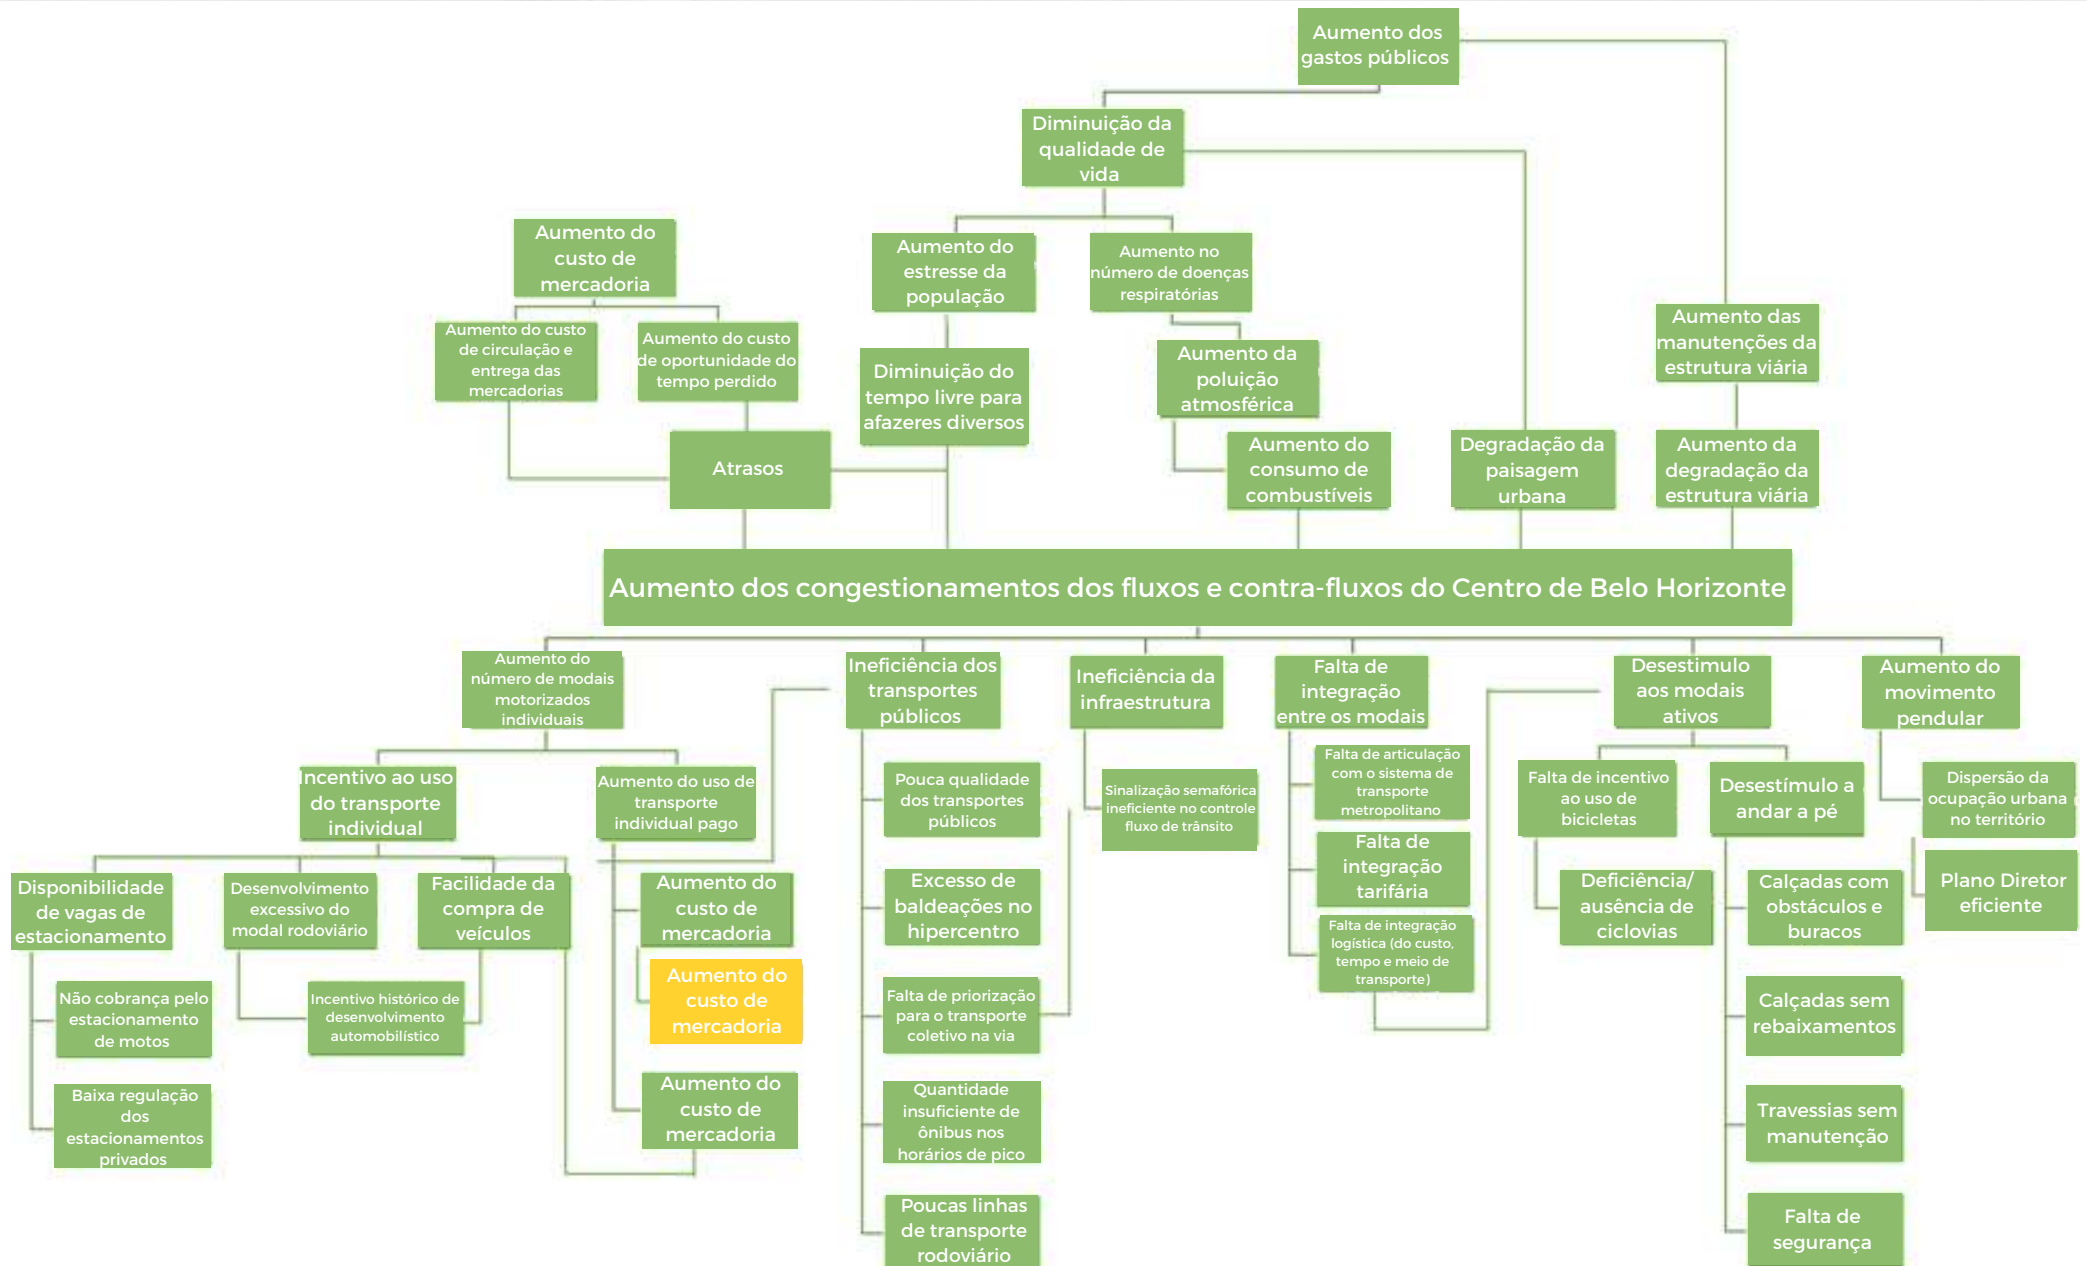 Aumento dos
gastos públicos
Diminuição da
qualidade de
vida
Aumento do
custo de
mercadoria
Aumento do
estresse da
população
Aumento no
número de doenças
respiratórias
Aumento das
manutenções da
estrutura viária
Aumento do custo
de circulação e
entrega das
mercadorias
Aumento do custo
de oportunidade do
tempo perdido
Diminuição do
tempo livre para
afazeres diversos
Aumento da
poluição
atmosférica
Atrasos
Aumento do
consumo de
combustíveis
Degradação da
paisagem
urbana
Aumento da
degradação da
estrutura viária
Aumento dos congestionamentos dos fluxos e contra-fluxos do Centro de Belo Horizonte
Aumento do
número de modais
motorizados
individuais
Ineficiência dos
transportes
públicos
Ineficiência da
infraestrutura
Falta de
integração
entre os modais
Desestimulo
aos modais
ativos
Aumento do
movimento
pendular
Incentivo ao uso
do transporte
individual
Aumento do uso de
transporte
individual pago
Pouca qualidade
dos transportes
públicos
Sinalização semafórica
ineficiente no controle
fluxo de trânsito
Falta de articulação
com o sistema de
transporte
metropolitano
Falta de incentivo
ao uso de
bicicletas
Desestímulo a
andar a pé
Dispersão da
ocupação urbana
no território
Disponibilidade
de vagas de
estacionamento
Desenvolvimento
excessivo do
modal rodoviário
Facilidade da
compra de
veículos
Aumento do
custo de
mercadoria
Excesso de
baldeações no
hipercentro
Falta de
integração
tarifária
Deficiência/
ausência de
ciclovias
Calçadas com
obstáculos e
buracos
Plano Diretor
eficiente
Não cobrança pelo
estacionamento
de motos
Incentivo histórico de
desenvolvimento
automobilístico
Aumento do
custo de
mercadoria
Falta de priorização
para o transporte
coletivo na via
Falta de integração
logística (do custo,
tempo e meio de
transporte)
Calçadas sem
rebaixamentos
Baixa regulação
dos
estacionamentos
privados
Aumento do
custo de
mercadoria
Quantidade
insuficiente de
ônibus nos
horários de pico
Travessias sem
manutenção
Poucas linhas
de transporte
rodoviário
Falta de
segurança